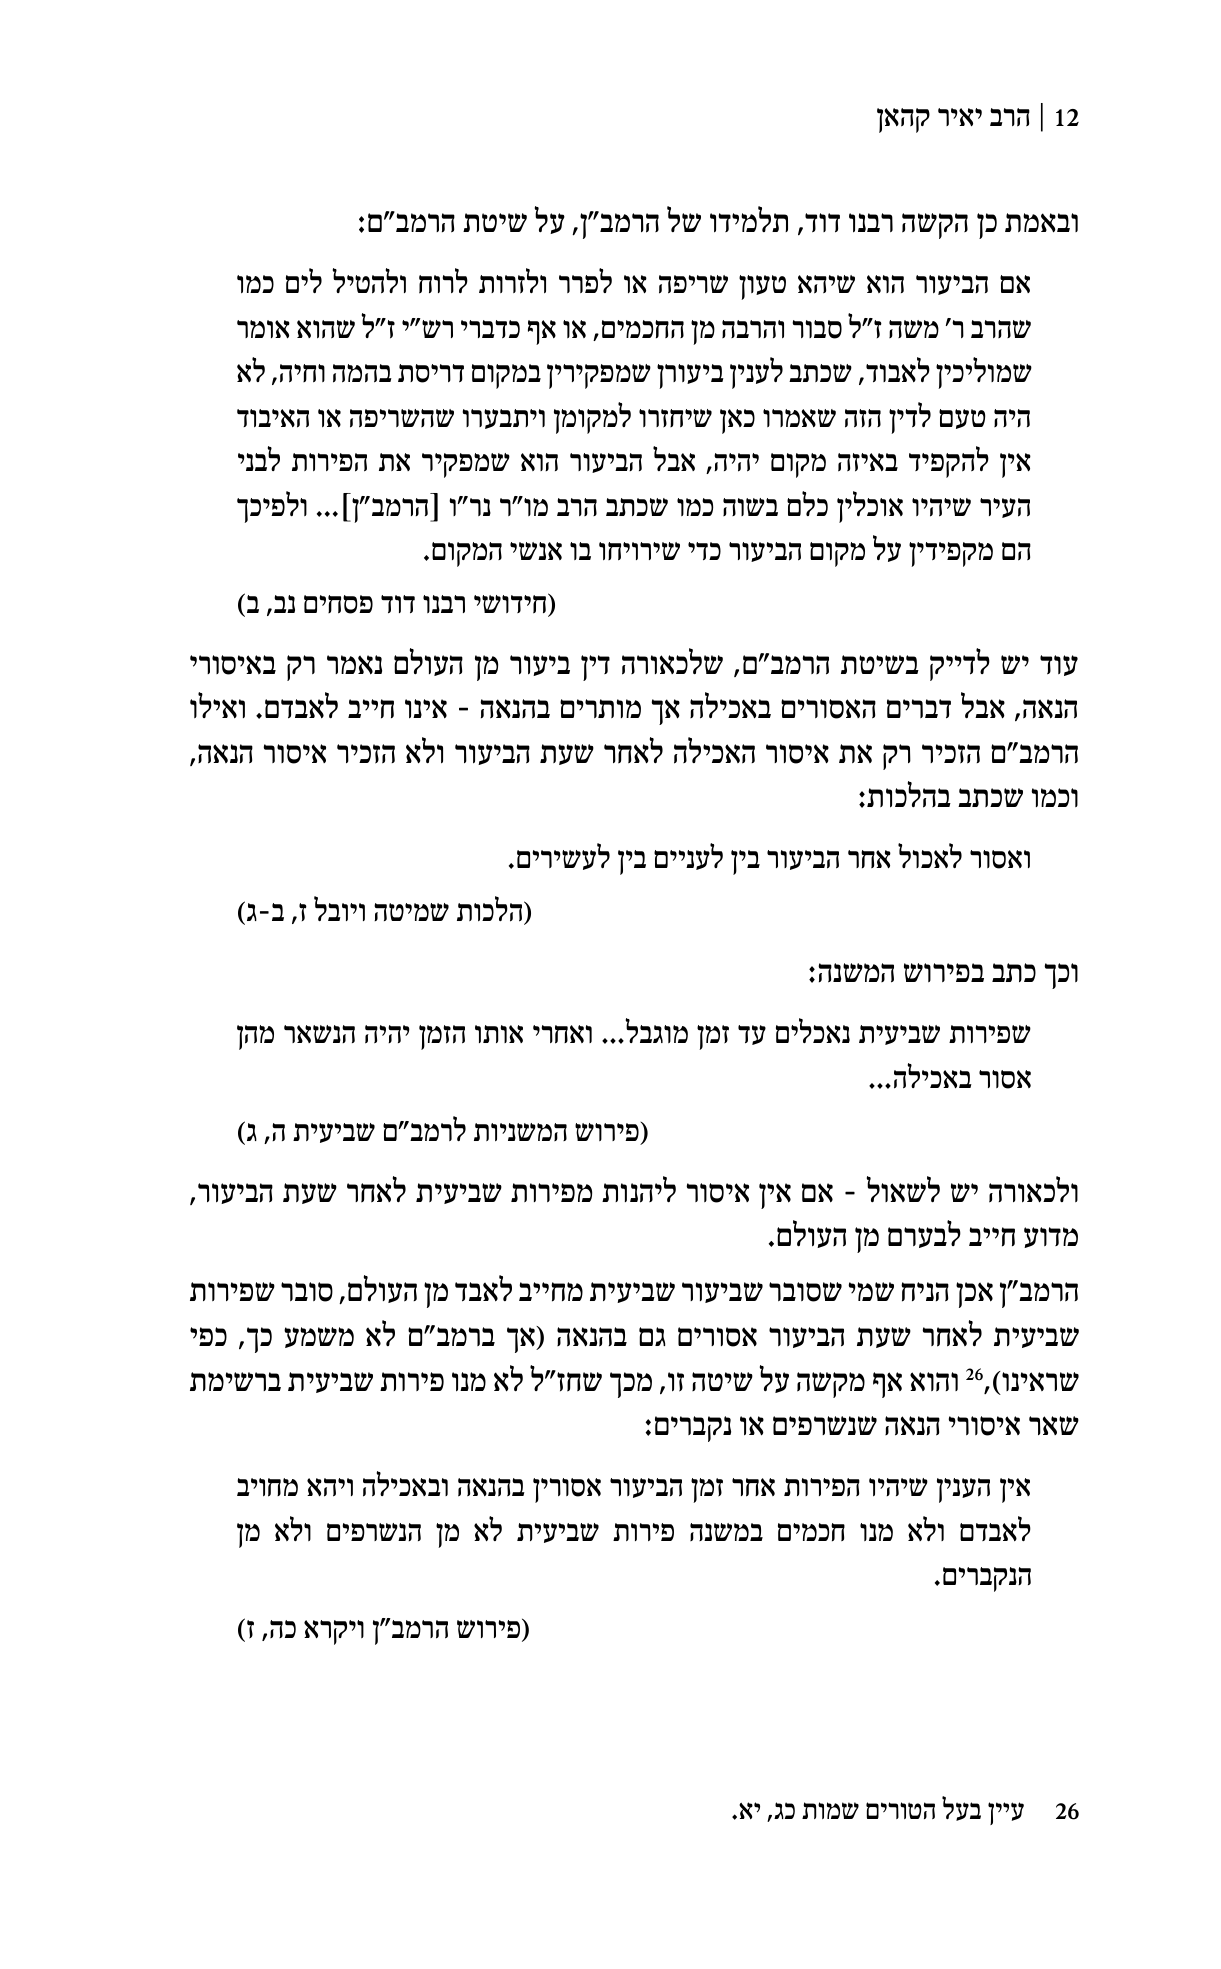 12 | הרב יאיר קהאן
ובאמת כן הקשה רבנו דוד, תלמידו של הרמב"ן, על שיטת הרמב"ם:
אם הביעור הוא שיהא טעון שריפה או לפרר ולזרות לרוח ולהטיל לים כמו
שהרב ר' משה ז"ל סבור והרבה מן החכמים, או אף כדברי רש"י ז"ל שהוא אומר
שמוליכין לאבוד, שכתב לענין ביעורן שמפקירין במקום דריסת בהמה וחיה, לא
היה טעם לדין הזה שאמרו כאן שיחזרו למקומן ויתבערו שהשריפה או האיבוד
אין להקפיד באיזה מקום יהיה, אבל הביעור הוא שמפקיר את הפירות לבני
העיר שיהיו אוכלין כלם בשוה כמו שכתב הרב מו"ר נר"ו [הרמב"ן]... ולפיכך
הם מקפידין על מקום הביעור כדי שירויחו בו אנשי המקום.
(חידושי רבנו דוד פסחים נב, ב)
עוד יש לדייק בשיטת הרמב"ם, שלכאורה דין ביעור מן העולם נאמר רק באיסורי
הנאה, אבל דברים האסורים באכילה אך מותרים בהנאה - אינו חייב לאבדם. ואילו
הרמב"ם הזכיר רק את איסור האכילה לאחר שעת הביעור ולא הזכיר איסור הנאה,
וכמו שכתב בהלכות:
ואסור לאכול אחר הביעור בין לעניים בין לעשירים.
(הלכות שמיטה ויובל ז, ב-ג)
וכך כתב בפירוש המשנה:
שפירות שביעית נאכלים עד זמן מוגבל... ואחרי אותו הזמן יהיה הנשאר מהן
אסור באכילה...
(פירוש המשניות לרמב"ם שביעית ה, ג)
ולכאורה יש לשאול - אם אין איסור ליהנות מפירות שביעית לאחר שעת הביעור,
מדוע חייב לבערם מן העולם.
הרמב"ן אכן הניח שמי שסובר שביעור שביעית מחייב לאבד מן העולם, סובר שפירות
שביעית לאחר שעת הביעור אסורים גם בהנאה (אך ברמב"ם לא משמע כך, כפי
שראינו),26 והוא אף מקשה על שיטה זו, מכך שחז"ל לא מנו פירות שביעית ברשימת
שאר איסורי הנאה שנשרפים או נקברים:
אין הענין שיהיו הפירות אחר זמן הביעור אסורין בהנאה ובאכילה ויהא מחויב
לאבדם ולא מנו חכמים במשנה פירות שביעית לא מן הנשרפים ולא מן
הנקברים.
(פירוש הרמב"ן ויקרא כה, ז)
26 עיין בעל הטורים שמות כג, יא.